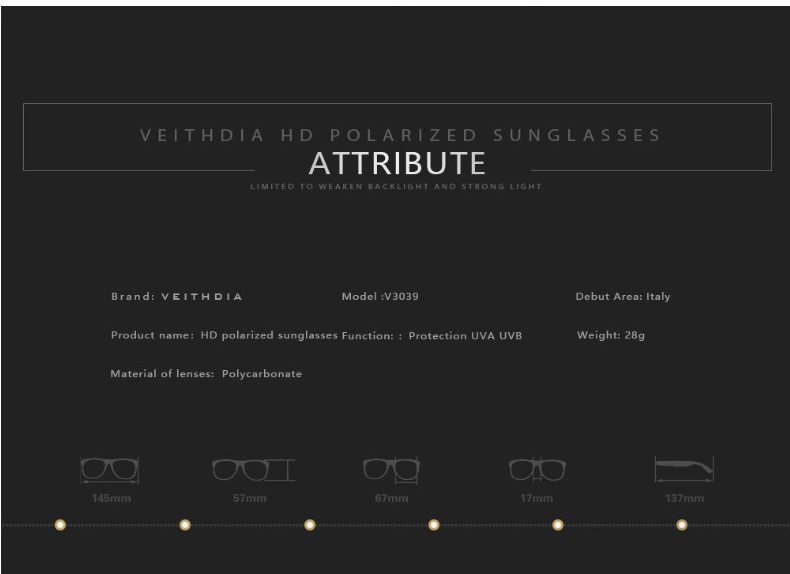 VEITHDIA HD POLARIZED SUNGLASSES
ATTRIBUTE
LIMITED TO WEAKEN BACKLIGHT AND STRONG LIGHT
Brand: VEITHDIA Model :V3039 Debut Area: Italy
Product name: HD polarized sunglasses Function: : Protection UVA UVB Weight: 28g
Material of lenses: Polycarbonate
145mm 57mm 67mm 17mm 137mm